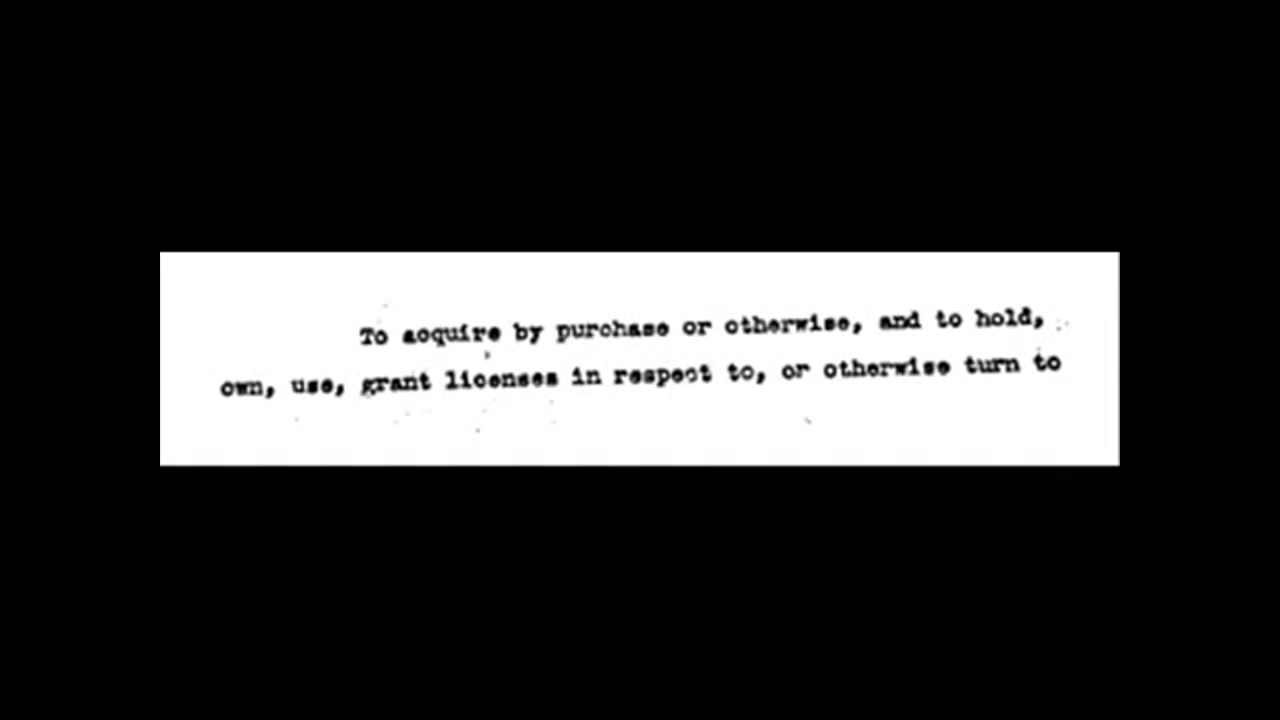 To acquire by purchase or otherwise, and to hold,
own, use, grant licenses in respect to, or otherwise turn to